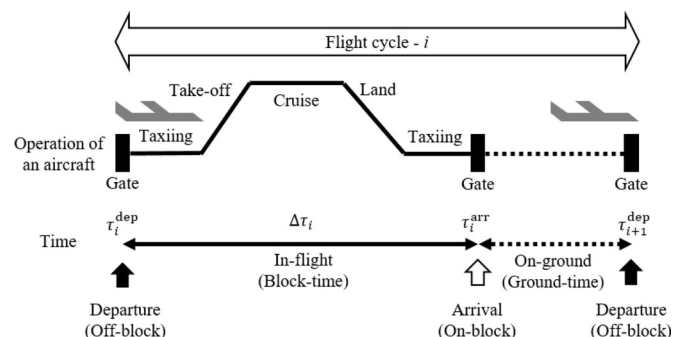 Flight cycle - i
Take-off
Land
Cruise
Taxiing
Taxiing
Operation of
an aircraft
Gate
Gate
Gate
τ_i^dep
Δτ_i
τ_i^arr
τ_{i+1}^dep
Time
In-flight
(Block-time)
On-ground
(Ground-time)
Departure
(Off-block)
Arrival
(On-block)
Departure
(Off-block)